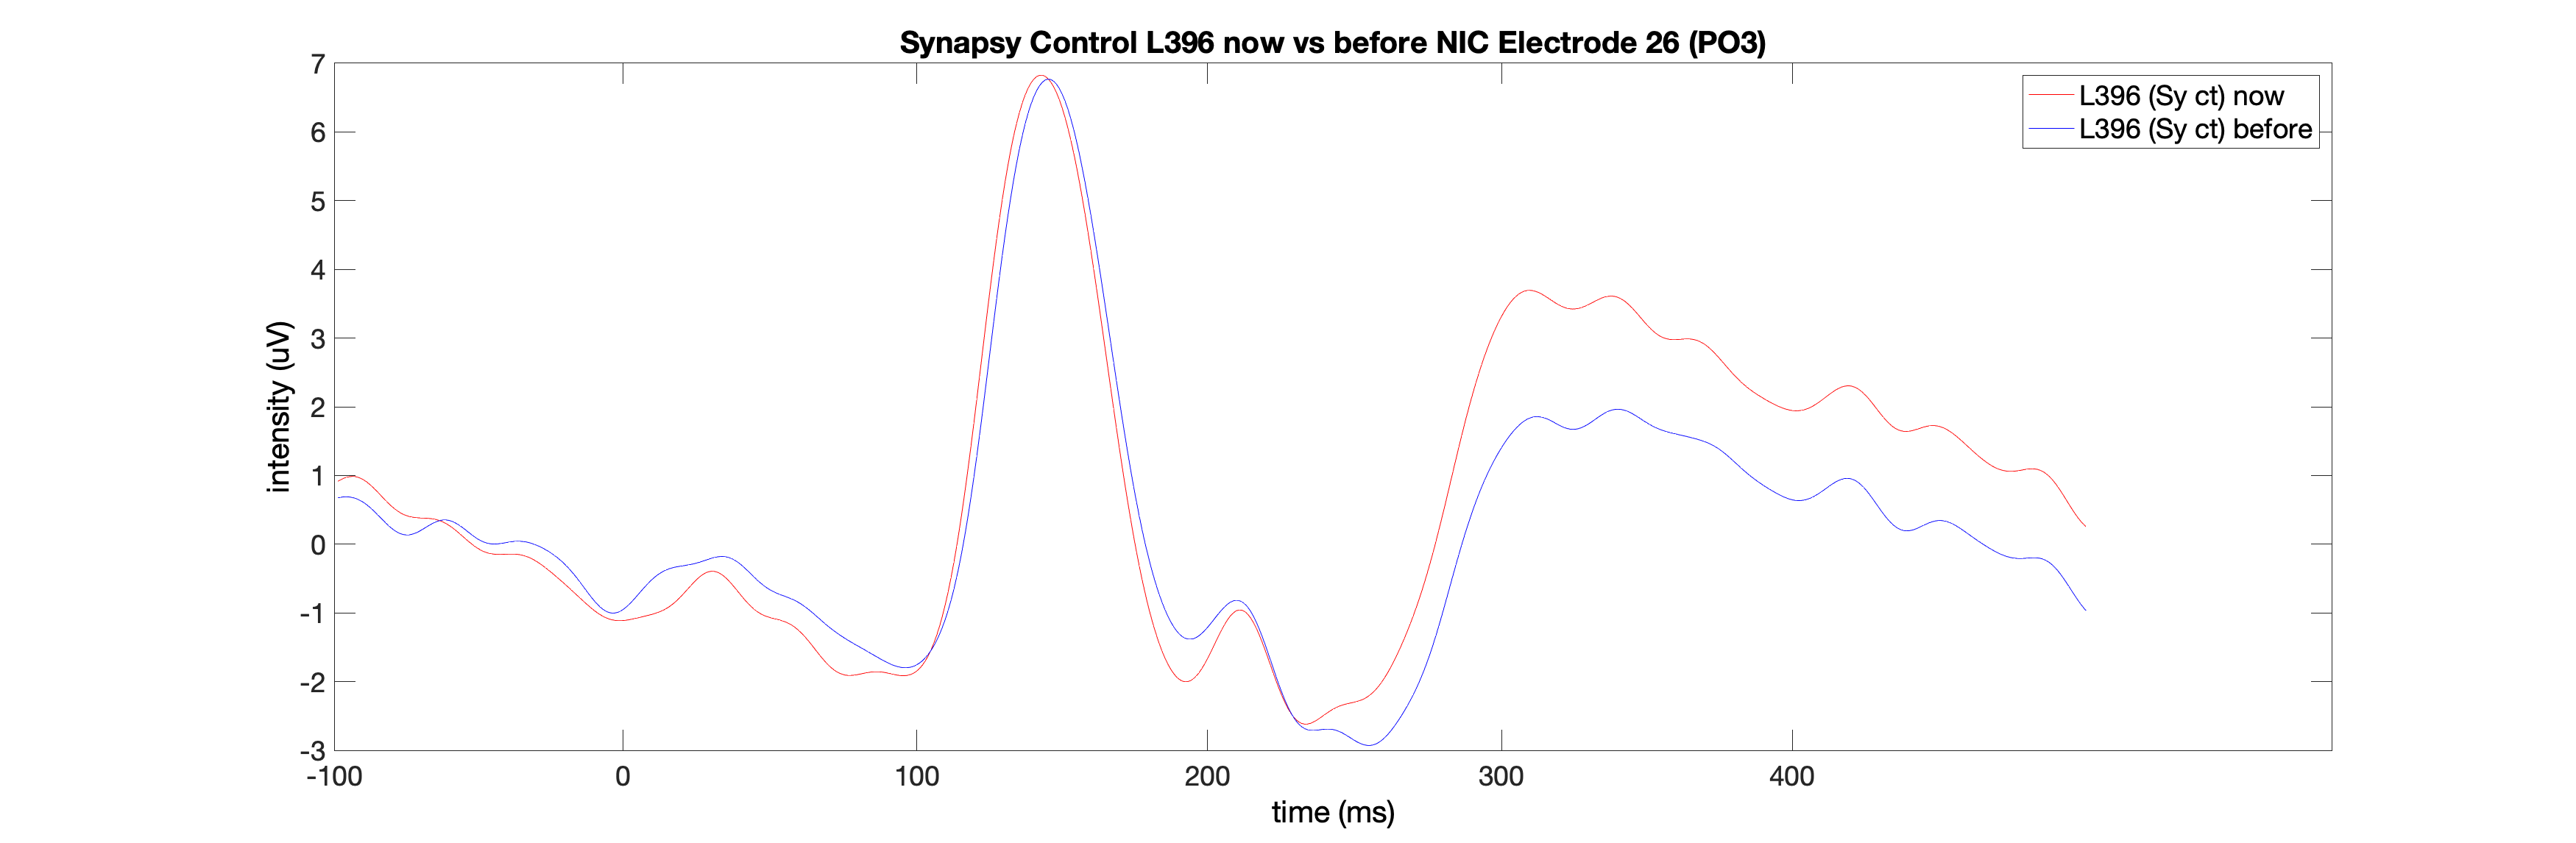 Synapsy Control L396 now vs before NIC Electrode 26 (PO3)
L396 (Sy ct) now
L396 (Sy ct) before
intensity (uV)
7
6
5
4
3
2
1
0
-1
-2
-3
-100 0 100 200 300 400
time (ms)